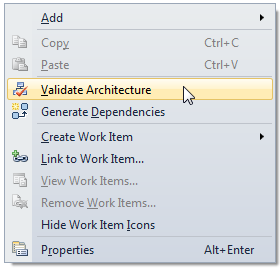 Add
Copy Ctrl+C
Paste Ctrl+V
Validate Architecture
Generate Dependencies
Create Work Item
Link to Work Item...
View Work Items...
Remove Work Items...
Hide Work Item Icons
Properties Alt+Enter